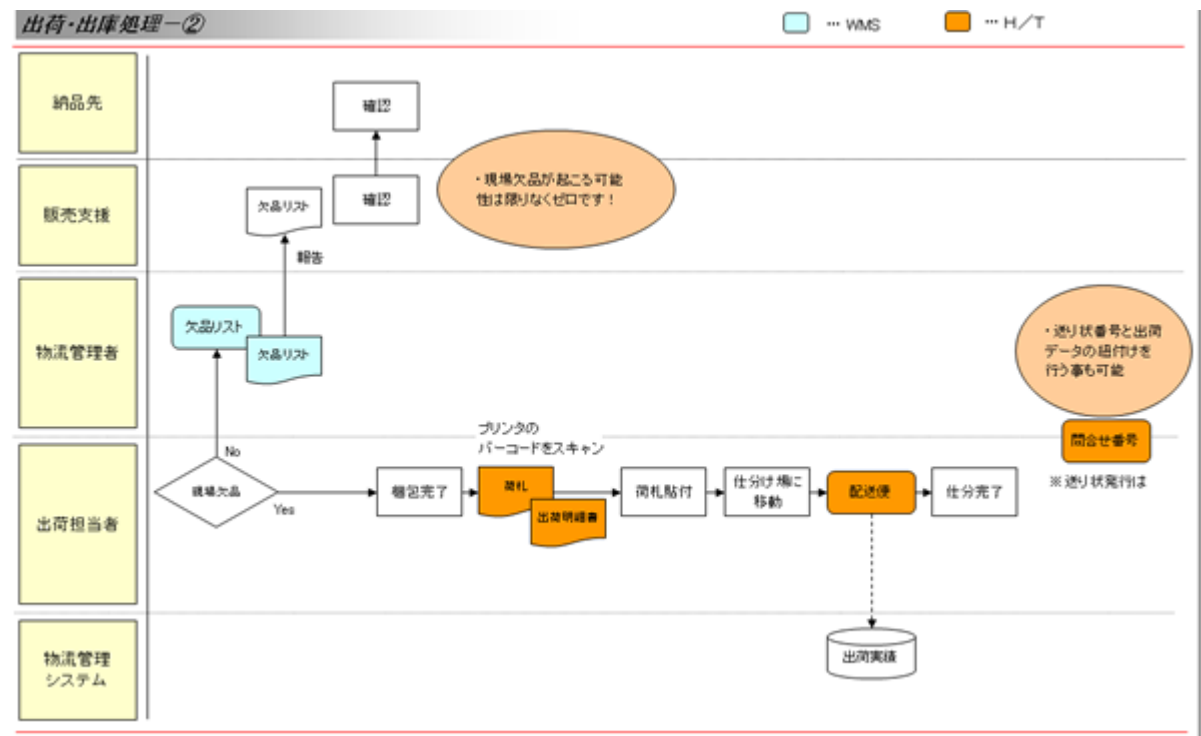 出荷・出庫処理－②
… WMS
… H／T
納品先
確認
販売支援
欠品リスト
確認
・現場欠品が起こる可能
性は限りなくゼロです！
報告
物流管理者
欠品リスト
欠品リスト
・送り状番号と出荷
データの紐付けを
行う事も可能
問合せ番号
※送り状発行は
出荷担当者
現場欠品
No
Yes
梱包完了
プリンタの
バーコードをスキャン
荷札
出荷明細書
荷札貼付
仕分け場に
移動
配送便
仕分完了
物流管理
システム
出荷実績